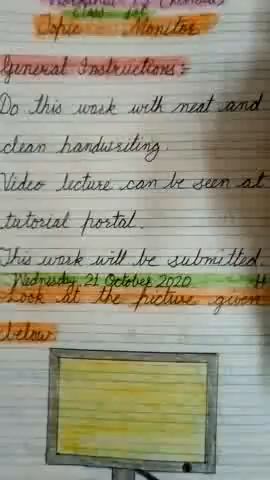 Class
Topic Monitor
General Instructions:-
Do this work with neat and
clean handwriting.
Video lecture can be seen at
tutorial portal.
This work will be submitted.
Wednesday, 21 October 2020
Look at the picture given
below